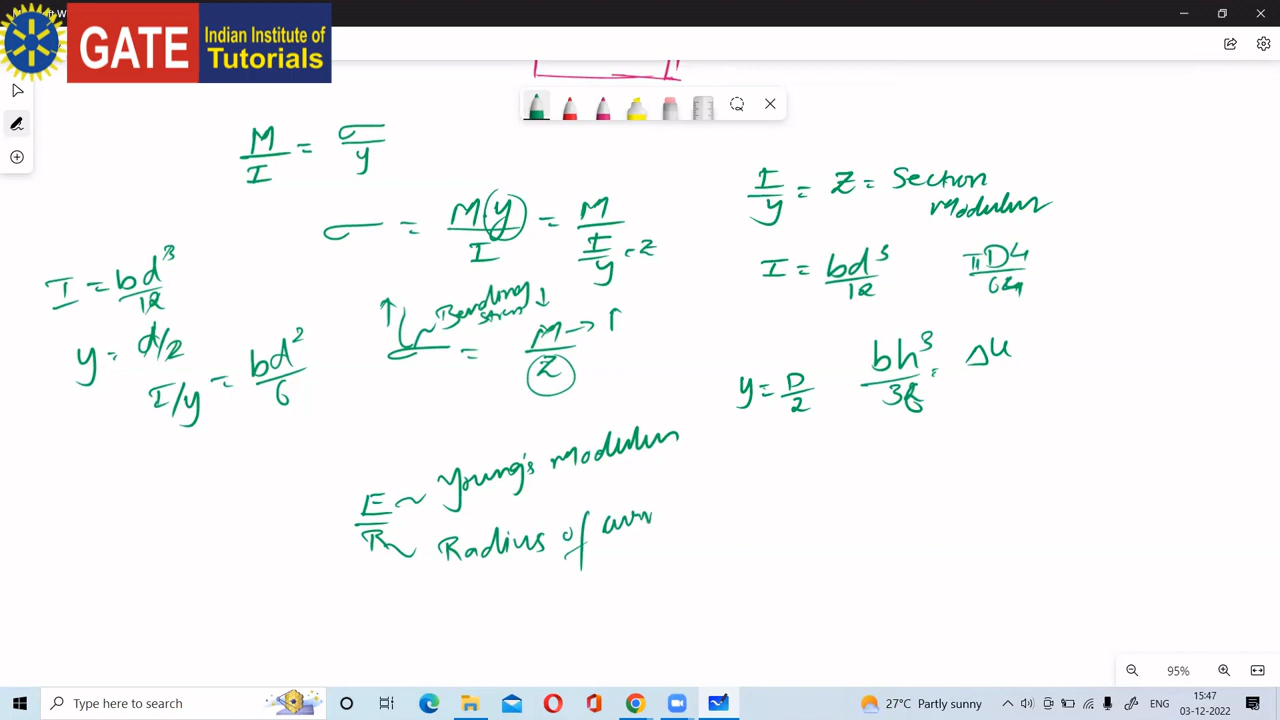 GATE Indian Institute of Tutorials
M/I = σ/y
σ = M(y)/I = M/(I/y) = Z
I/y = Z = Section Modulus
I = bd³/12
y = d/2
I/y = bd²/6
↑ Bending stress ↓
σ = M/Z → ↑
I = bd³/12
πD⁴/64
y = D/2
bh³/36 =
E ~ Young's Modulus
R ~ Radius of curv
95%
Type here to search
27°C Partly sunny
ENG
15:47
03-12-2022